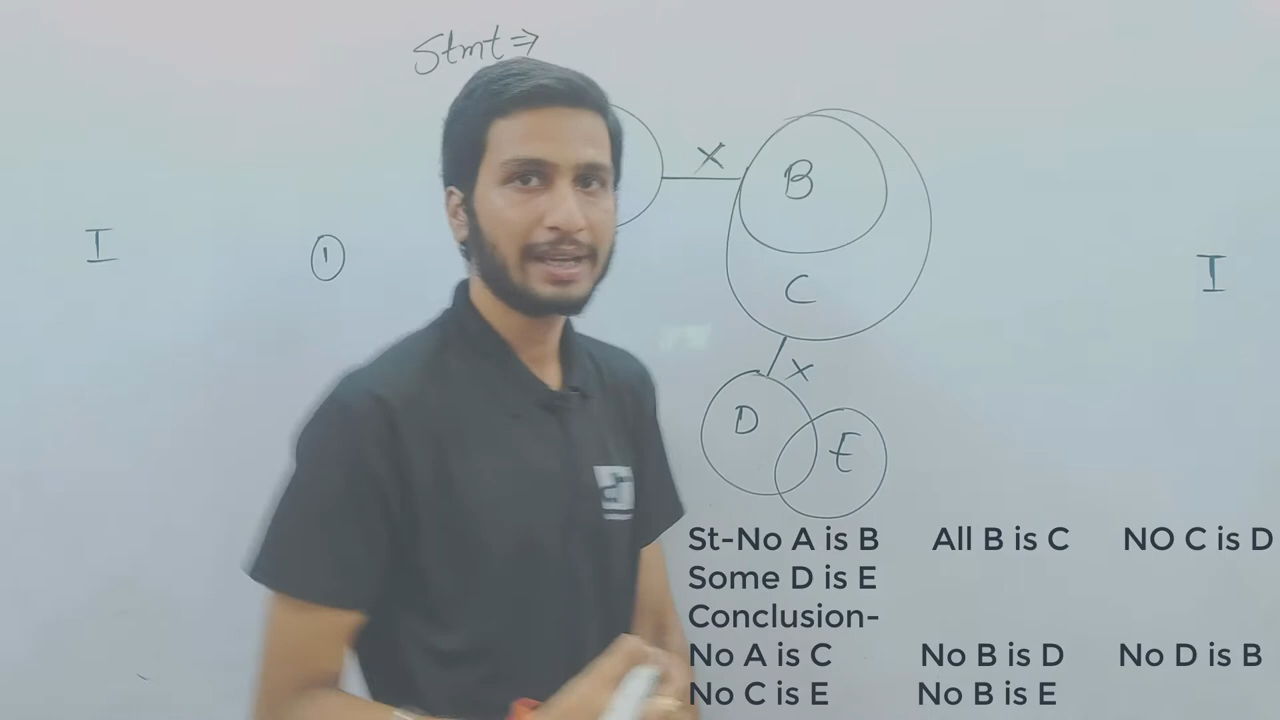 Stmt ⇒
X
B
I
1
I
C
X
D
E
St-No A is B All B is C NO C is D
Some D is E
Conclusion-
No A is C No B is D No D is B
No C is E No B is E